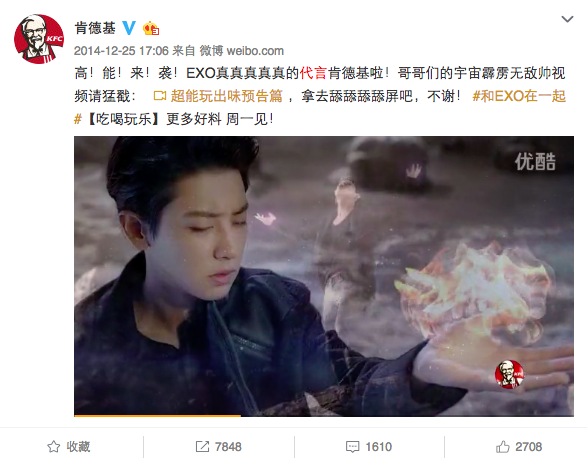 肯德基
KFC
2014-12-25 17:06 来自 微博 weibo.com
高！能！来！袭！EXO真真真真真的代言肯德基啦！哥哥们的宇宙霹雳无敌帅视
频请猛戳： 超能玩出味预告篇 ，拿去舔舔舔舔屏吧，不谢！ #和EXO在一起
#【吃喝玩乐】更多好料 周一见！
优酷
KFC
收藏
7848
1610
2708